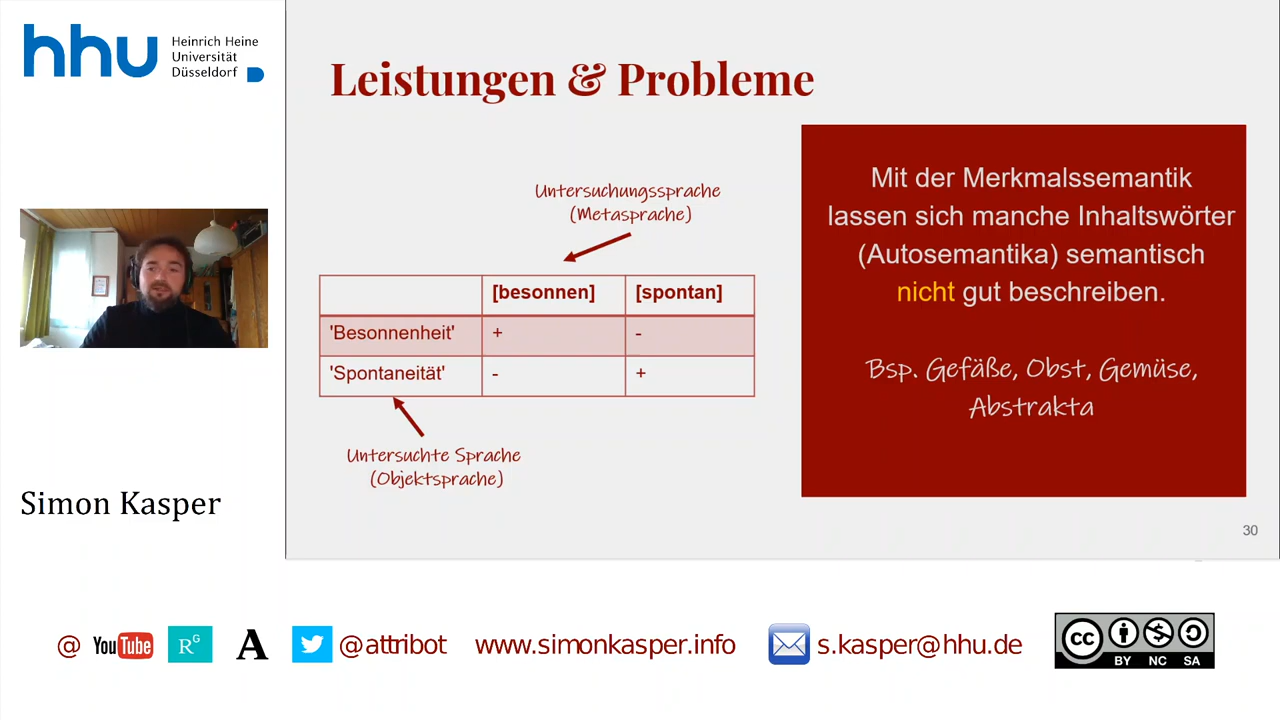 hhu
Heinrich Heine
Universität
Düsseldorf
Simon Kasper
Leistungen & Probleme
Untersuchungssprache
(Metasprache)
[besonnen] [spontan]
'Besonnenheit' + -
'Spontaneität' - +
Untersuchte Sprache
(Objektsprache)
Mit der Merkmalssemantik
lassen sich manche Inhaltswörter
(Autosemantika) semantisch
nicht gut beschreiben.
Bsp. Gefäße, Obst, Gemüse,
Abstrakta
30
@ YouTube RG A @attribot www.simonkasper.info s.kasper@hhu.de cc
BY NC SA